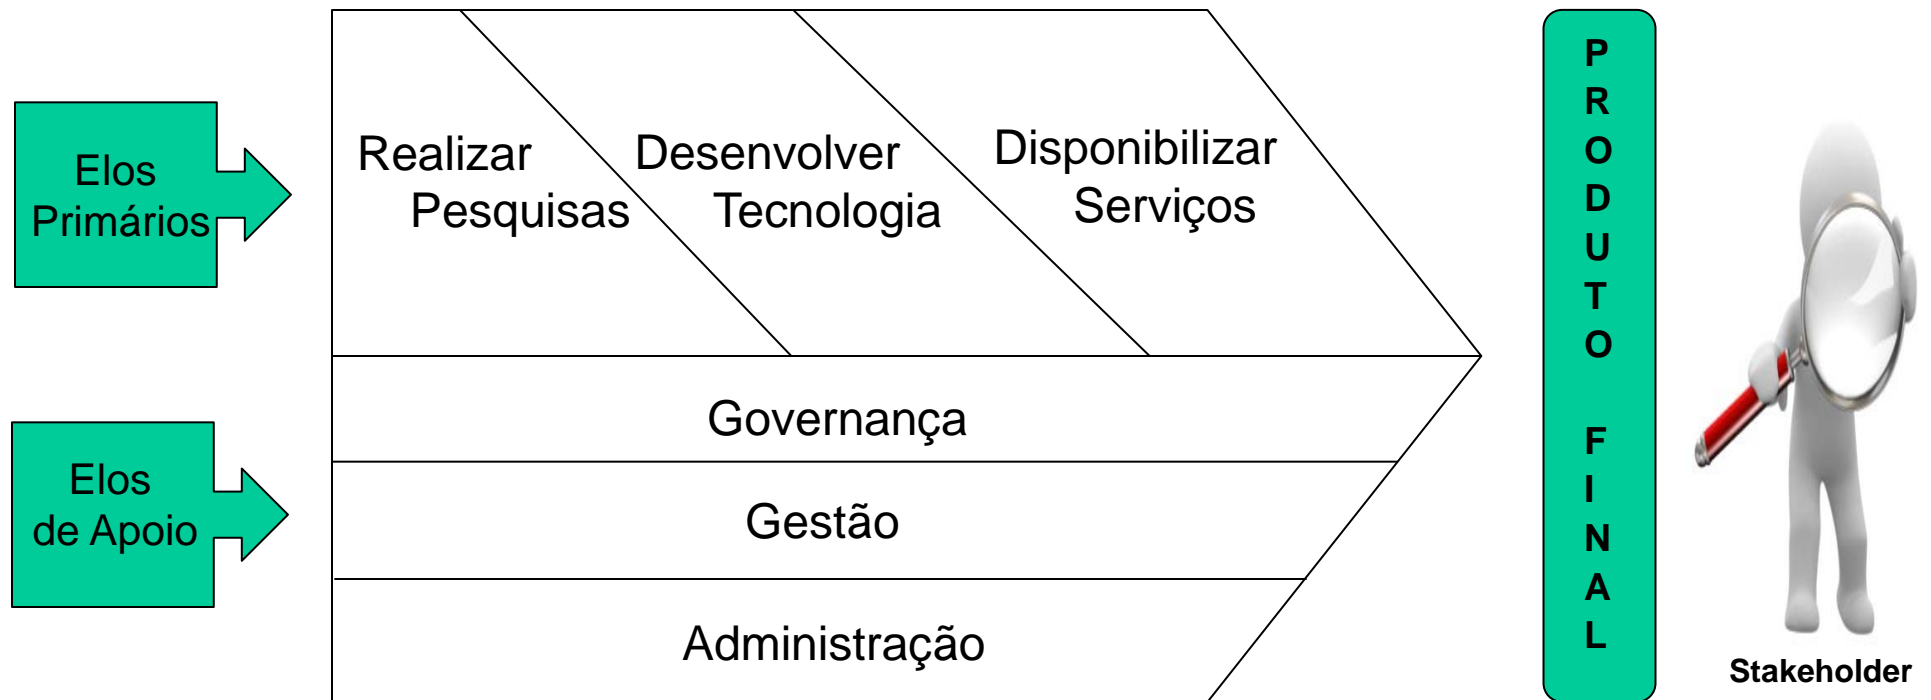 Elos
Primários
Realizar
Pesquisas
Desenvolver
Tecnologia
Disponibilizar
Serviços
Elos
de Apoio
Governança
Gestão
Administração
P
R
O
D
U
T
O
F
I
N
A
L
Stakeholder